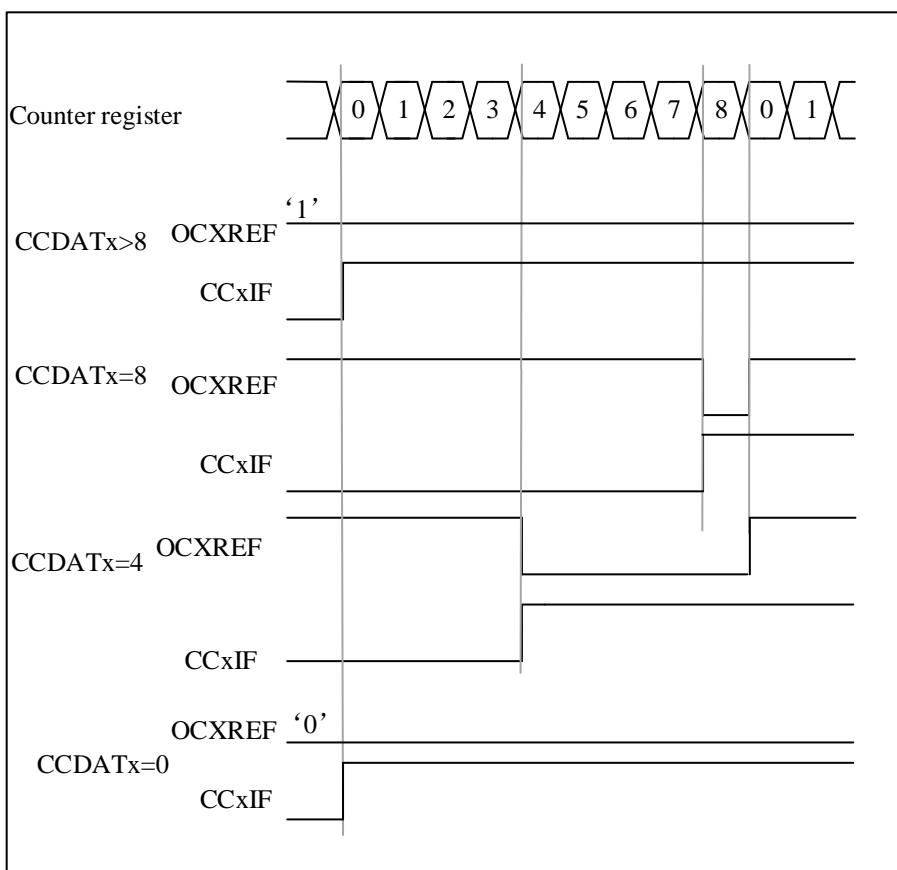 Counter register 0 1 2 3 4 5 6 7 8 0 1
‘1’
CCDATx>8 OCXREF
CCxIF
CCDATx=8 OCXREF
CCxIF
CCDATx=4 OCXREF
CCxIF
OCXREF ‘0’
CCDATx=0
CCxIF